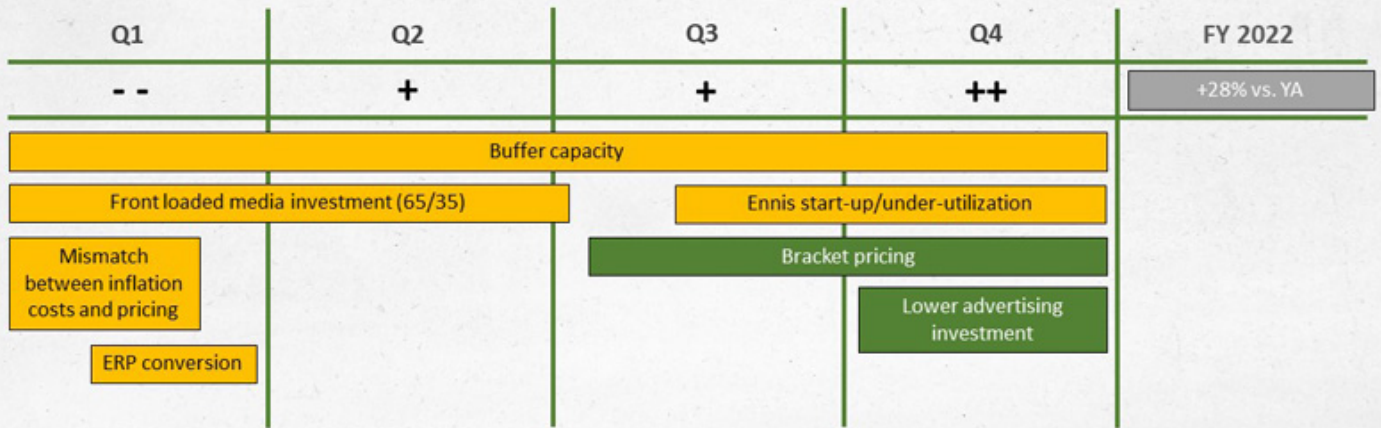 Q1 Q2 Q3 Q4 FY 2022
- - + + ++ +28% vs. YA
Buffer capacity
Front loaded media investment (65/35) Ennis start-up/under-utilization
Mismatch
between inflation
costs and pricing
Bracket pricing
Lower advertising
investment
ERP conversion